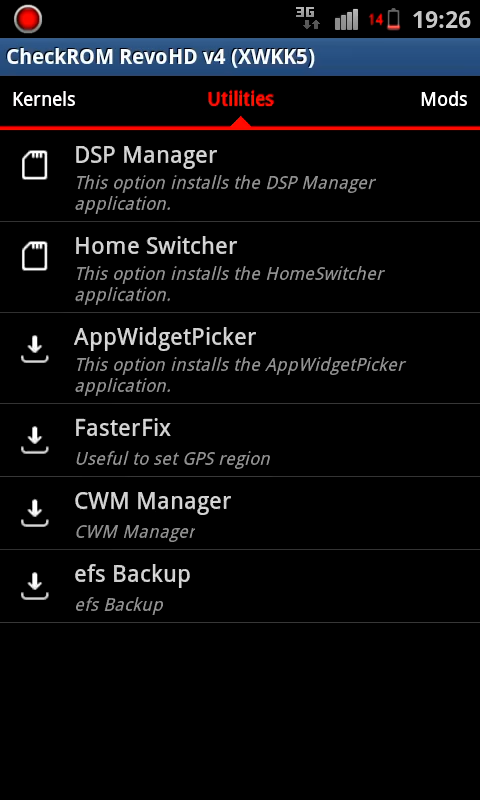 3G 14 19:26
CheckROM RevoHD v4 (XWKK5)
Kernels Utilities Mods
DSP Manager
This option installs the DSP Manager
application.
Home Switcher
This option installs the HomeSwitcher
application.
AppWidgetPicker
This option installs the AppWidgetPicker
application.
FasterFix
Useful to set GPS region
CWM Manager
CWM Manager
efs Backup
efs Backup